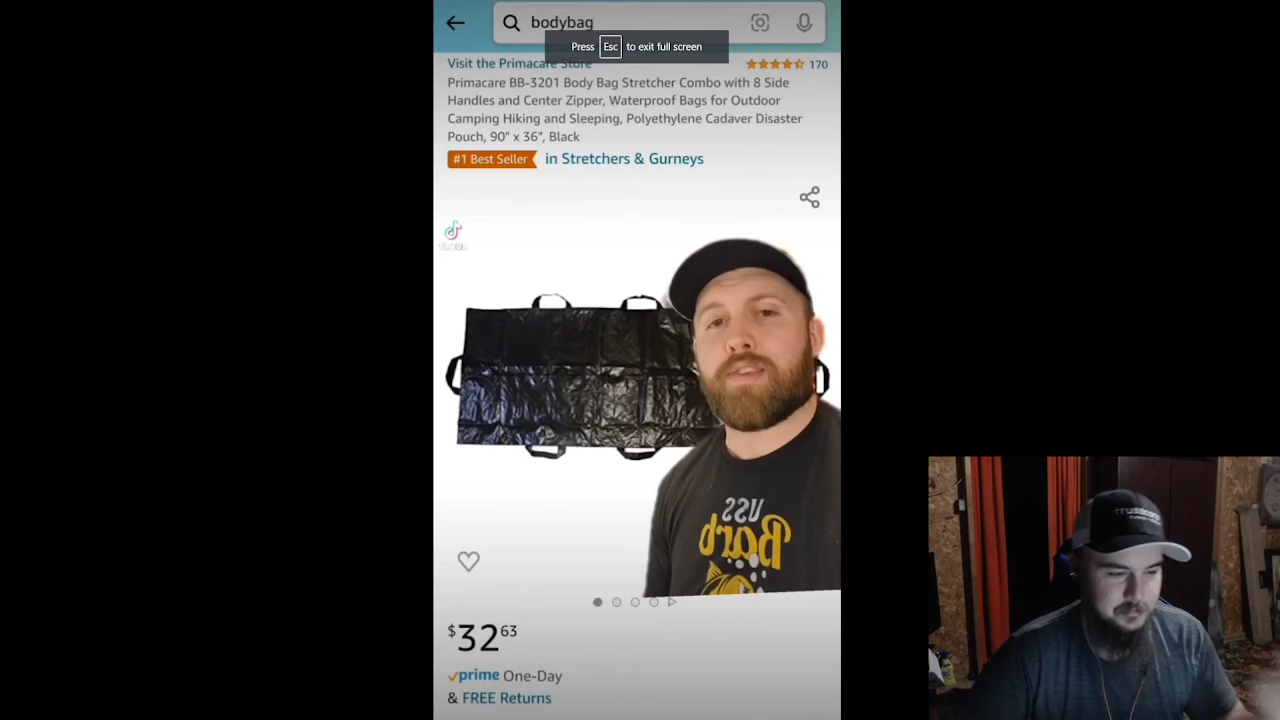 bodybag
Press Esc to exit full screen
Visit the Primacare Store
170
Primacare BB-3201 Body Bag Stretcher Combo with 8 Side
Handles and Center Zipper, Waterproof Bags for Outdoor
Camping Hiking and Sleeping, Polyethylene Cadaver Disaster
Pouch, 90" x 36", Black
#1 Best Seller in Stretchers & Gurneys
USS
Barb
$32 63
prime One-Day
& FREE Returns